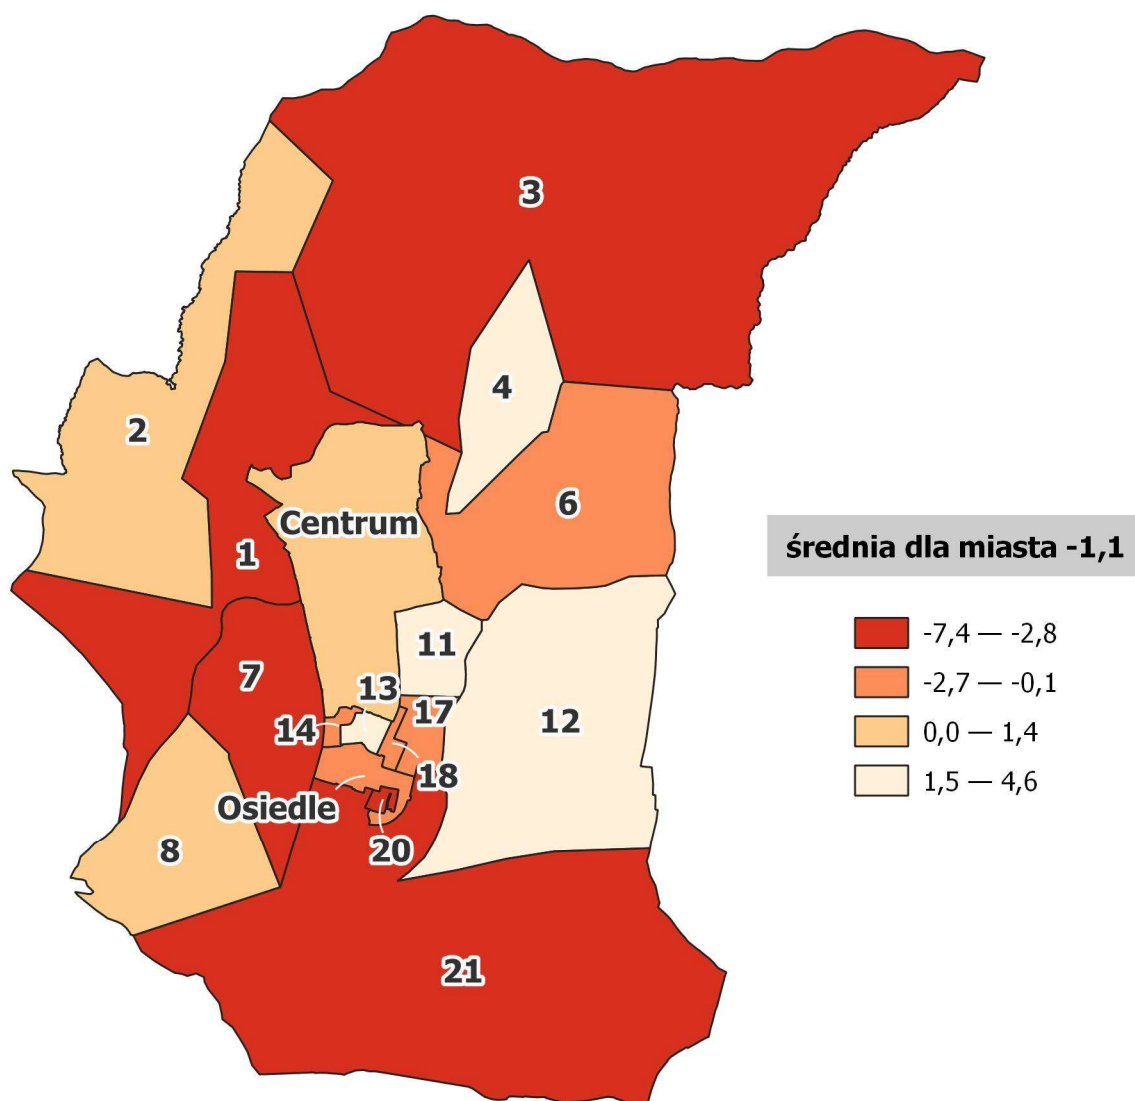 3
4
2
6
Centrum
1
średnia dla miasta -1,1
-7,4 — -2,8
-2,7 — -0,1
0,0 — 1,4
1,5 — 4,6
11
7
13
17
12
14
18
Osiedle
8
20
21